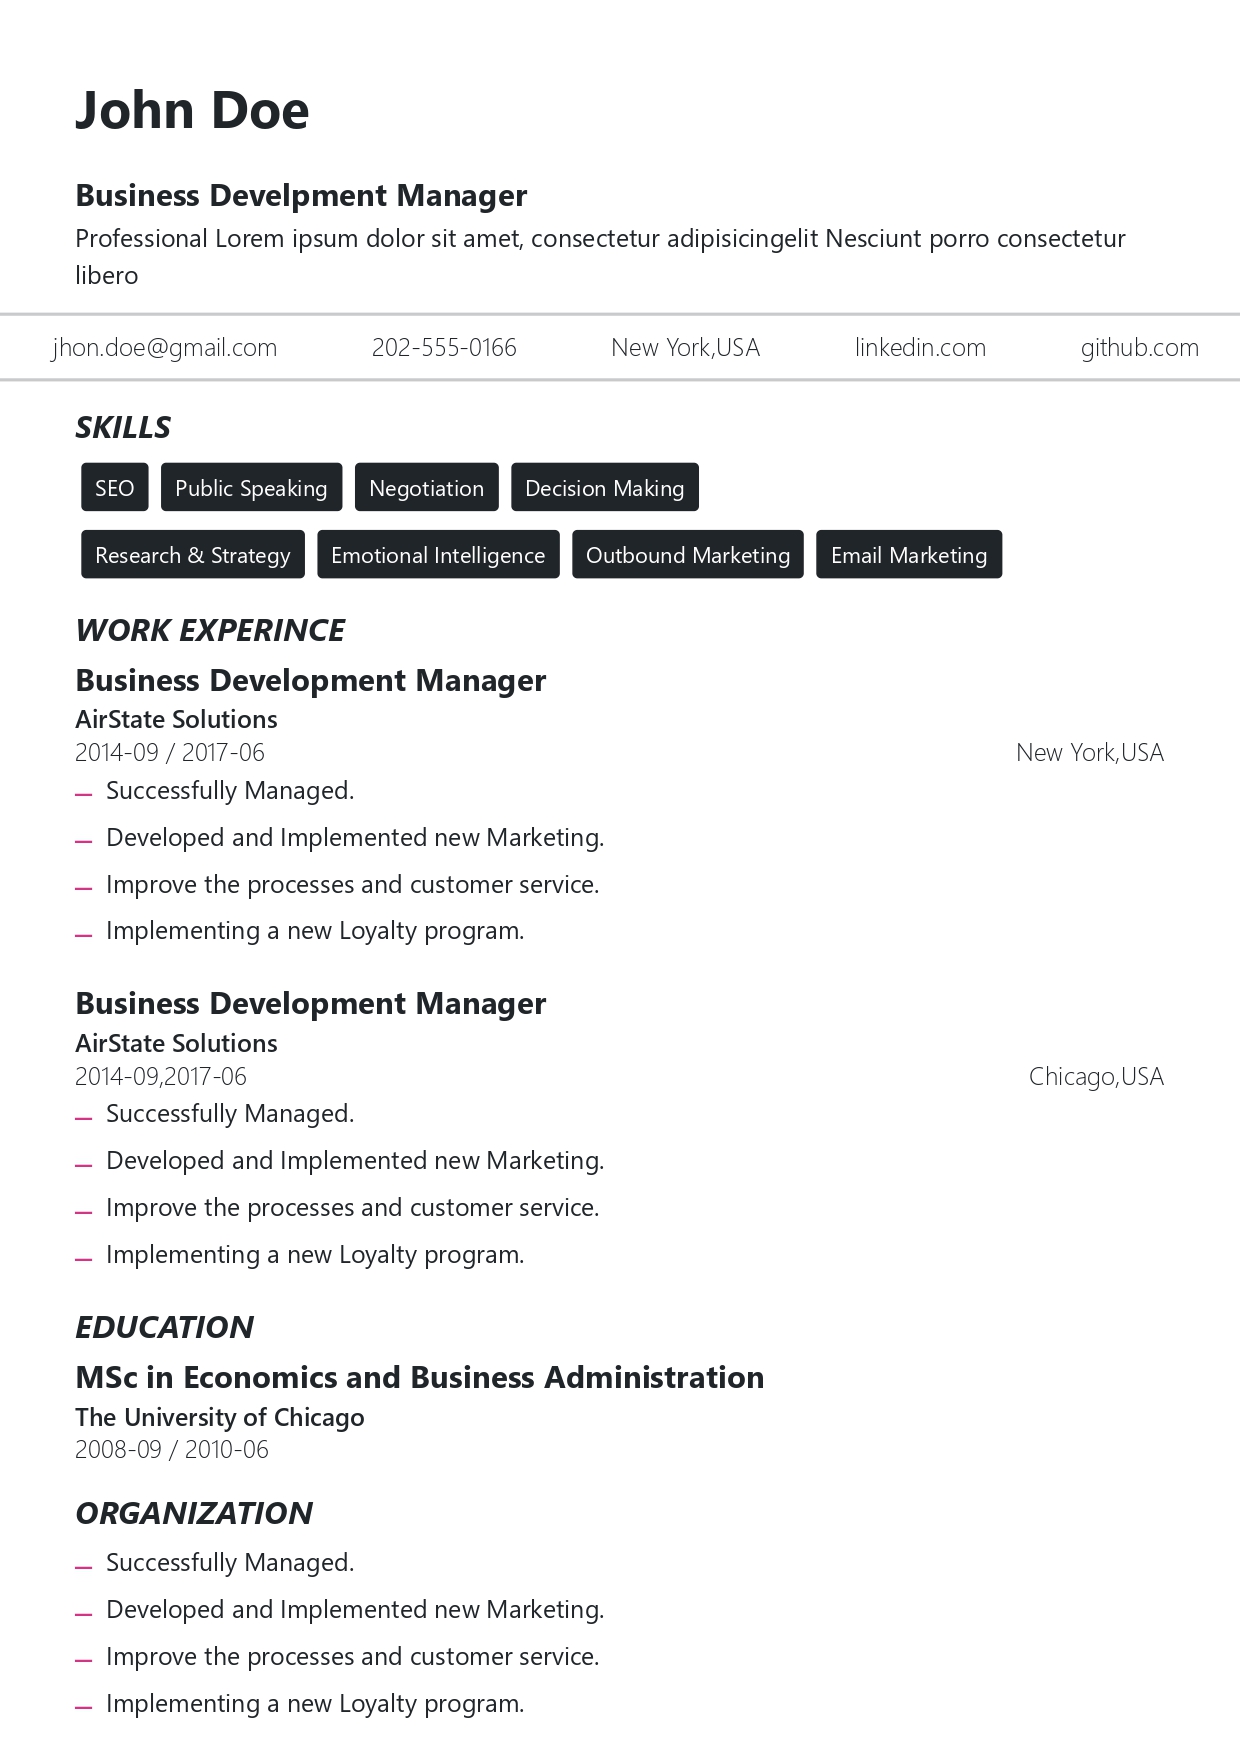 John Doe
Business Develpment Manager
Professional Lorem ipsum dolor sit amet, consectetur adipisicingelit Nesciunt porro consectetur
libero
jhon.doe@gmail.com 202-555-0166 New York,USA linkedin.com github.com
SKILLS
SEO Public Speaking Negotiation Decision Making
Research & Strategy Emotional Intelligence Outbound Marketing Email Marketing
WORK EXPERINCE
Business Development Manager
AirState Solutions
2014-09 / 2017-06 New York,USA
– Successfully Managed.
– Developed and Implemented new Marketing.
– Improve the processes and customer service.
– Implementing a new Loyalty program.
Business Development Manager
AirState Solutions
2014-09,2017-06 Chicago,USA
– Successfully Managed.
– Developed and Implemented new Marketing.
– Improve the processes and customer service.
– Implementing a new Loyalty program.
EDUCATION
MSc in Economics and Business Administration
The University of Chicago
2008-09 / 2010-06
ORGANIZATION
– Successfully Managed.
– Developed and Implemented new Marketing.
– Improve the processes and customer service.
– Implementing a new Loyalty program.